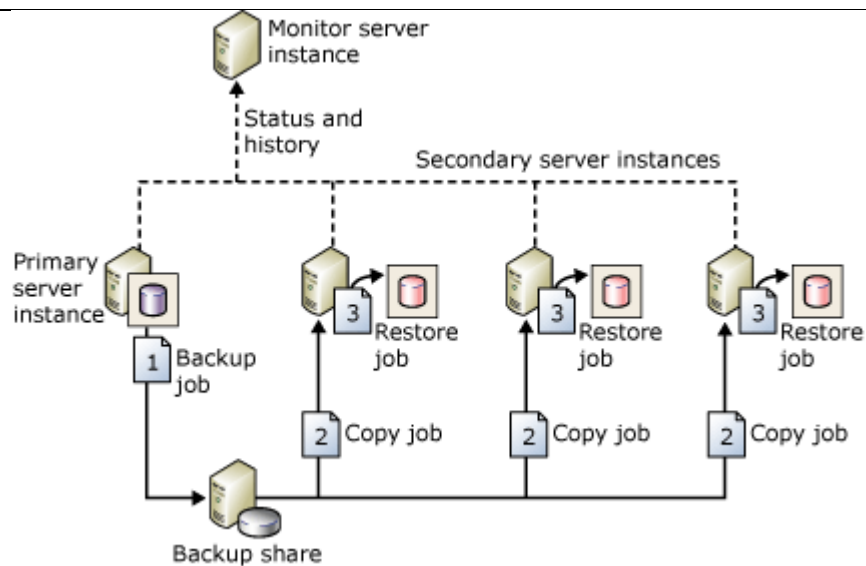 Monitor server
instance
Status and
history
Secondary server instances
Primary
server
instance
1
Backup
job
3
Restore
job
3
Restore
job
3
Restore
job
2
Copy job
2
Copy job
2
Copy job
Backup share